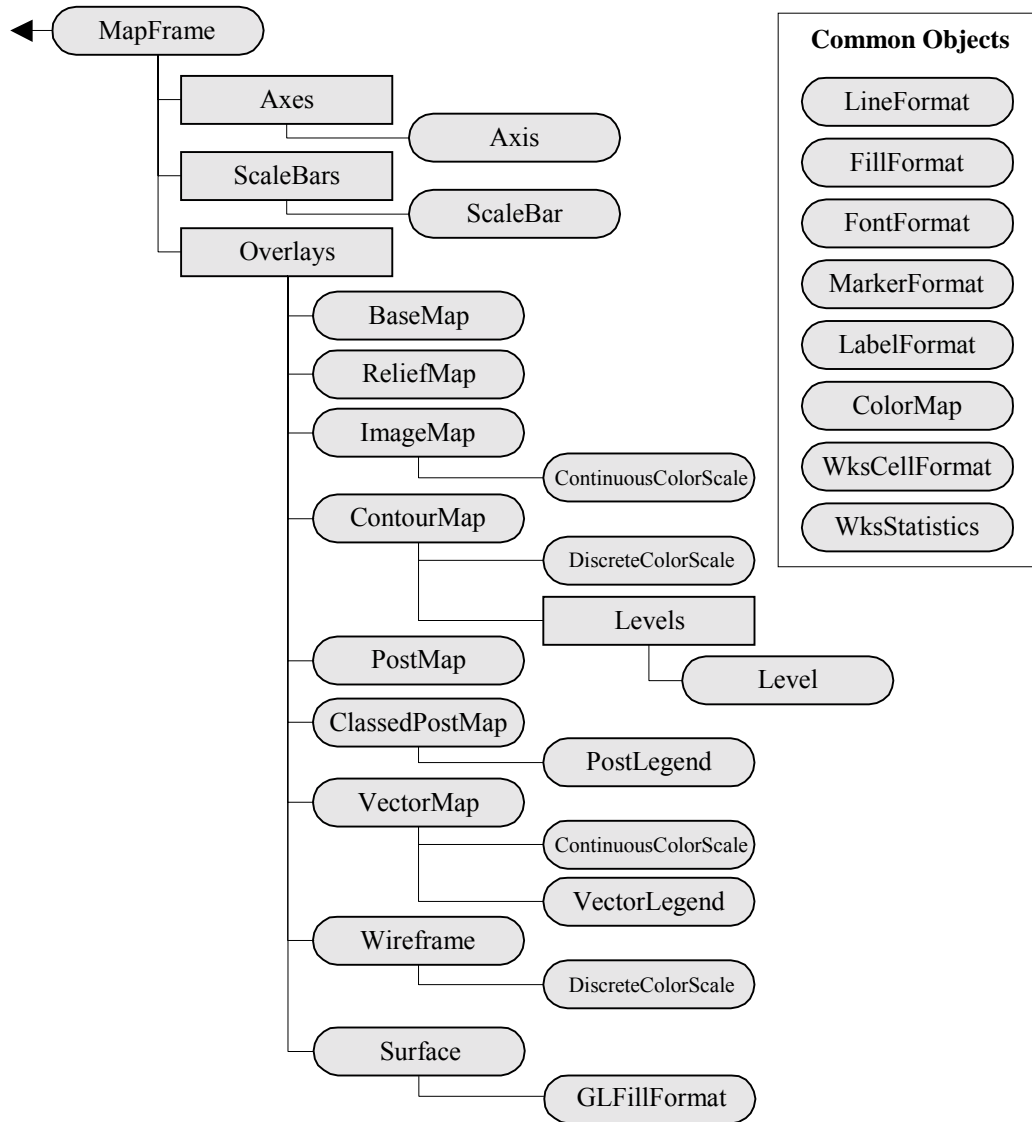 MapFrame
Axes
Axis
ScaleBars
ScaleBar
Overlays
BaseMap
ReliefMap
ImageMap
ContinuousColorScale
ContourMap
DiscreteColorScale
Levels
Level
PostMap
ClassedPostMap
PostLegend
VectorMap
ContinuousColorScale
VectorLegend
Wireframe
DiscreteColorScale
Surface
GLFillFormat
Common Objects
LineFormat
FillFormat
FontFormat
MarkerFormat
LabelFormat
ColorMap
WksCellFormat
WksStatistics